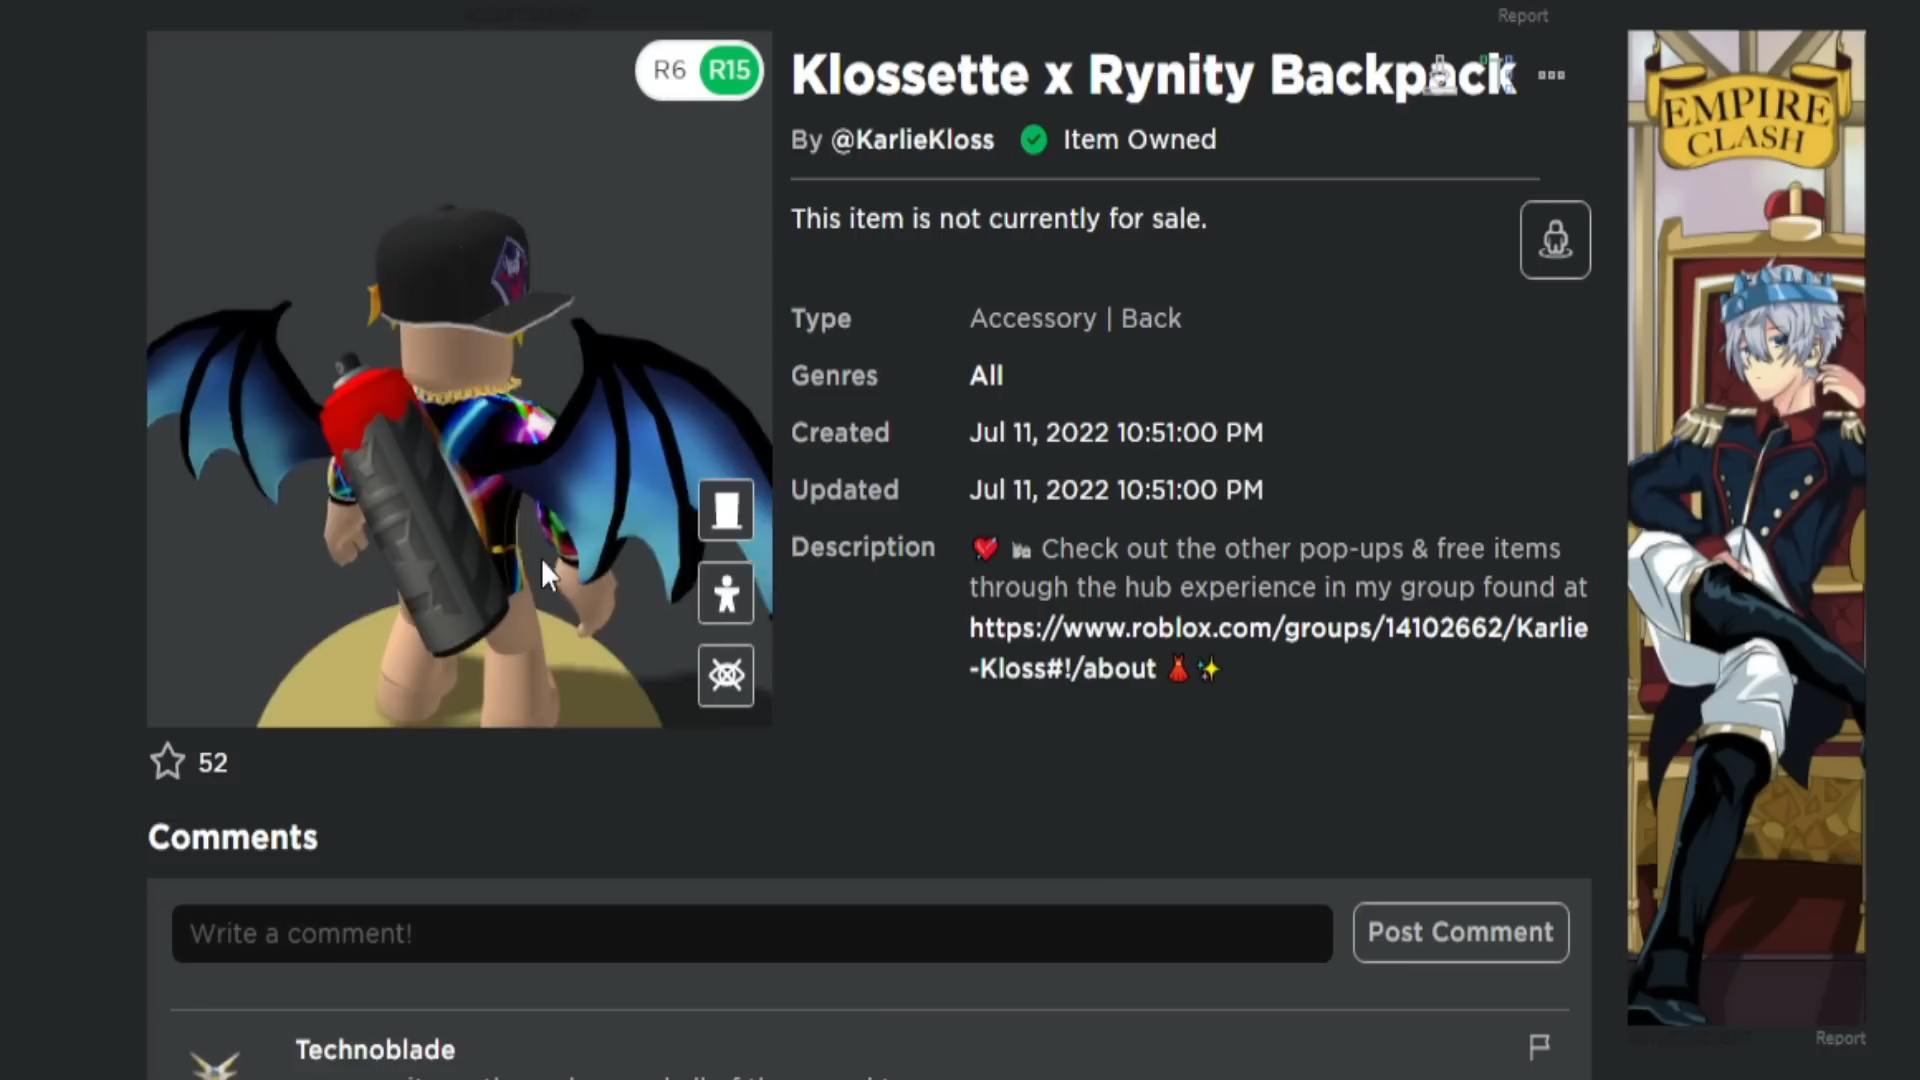 Report
R6 R15
Klossette x Rynity Backpack
By @KarlieKloss Item Owned
This item is not currently for sale.
Type Accessory | Back
Genres All
Created Jul 11, 2022 10:51:00 PM
Updated Jul 11, 2022 10:51:00 PM
Description ❤️ Check out the other pop-ups & free items
through the hub experience in my group found at
https://www.roblox.com/groups/14102662/Karlie
-Kloss#!/about 👗✨
52
Comments
Write a comment!
Post Comment
Technoblade
EMPIRE
CLASH
Report